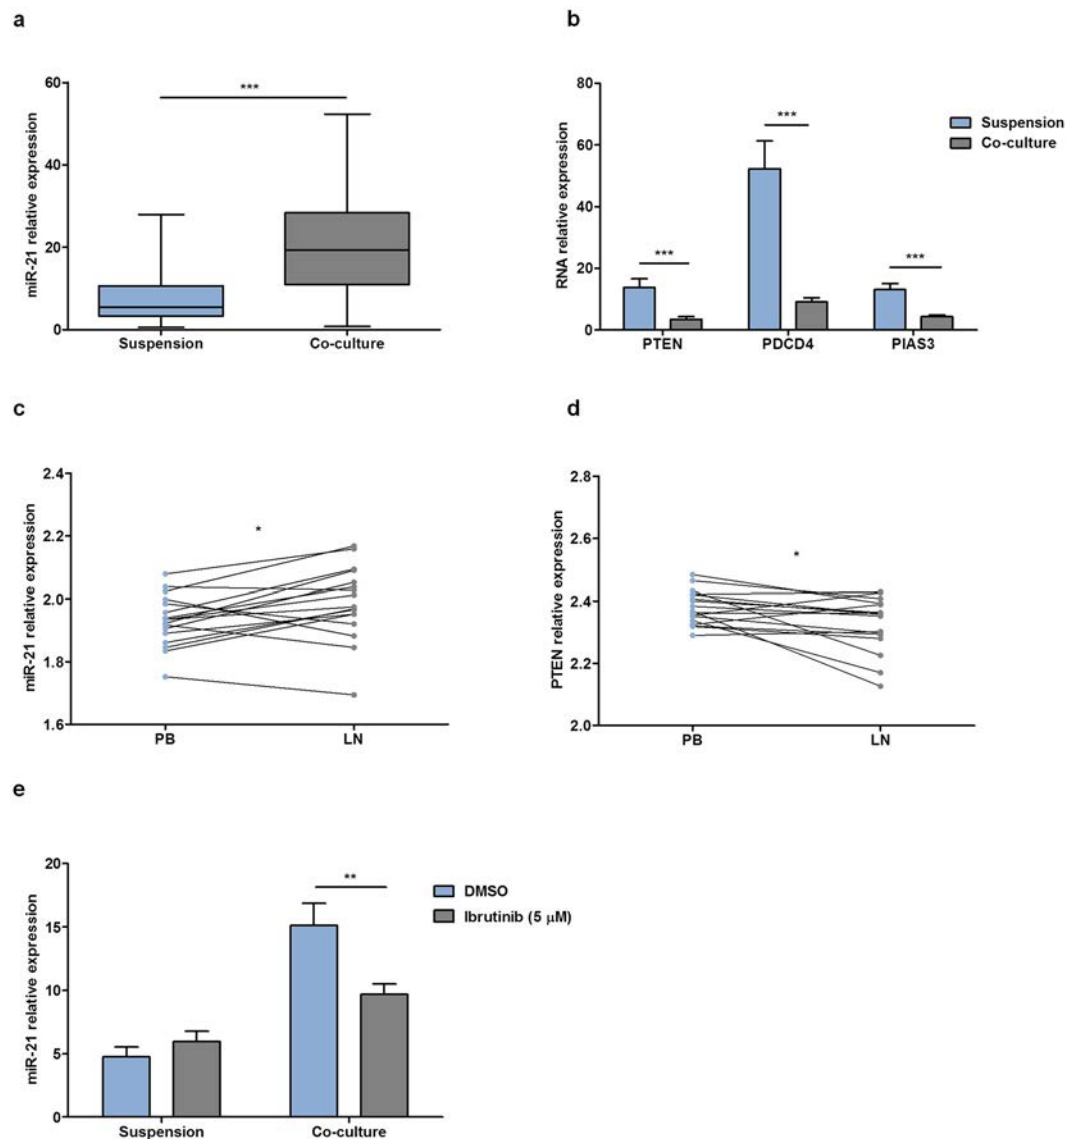 a
miR-21 relative expression
60
40
20
0
***
Suspension
Co-culture
b
RNA relative expression
80
60
40
20
0
***
***
***
PTEN
PDCD4
PIAS3
Suspension
Co-culture
c
miR-21 relative expression
2.4
2.2
2.0
1.8
1.6
*
PB
LN
d
PTEN relative expression
2.8
2.6
2.4
2.2
2.0
*
PB
LN
e
miR-21 relative expression
20
15
10
5
0
**
Suspension
Co-culture
DMSO
Ibrutinib (5 μM)